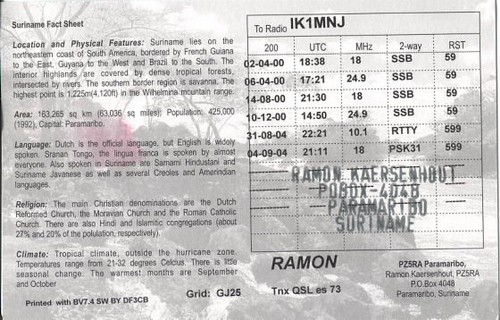 Suriname Fact Sheet
Location and Physical Features: Suriname lies on the
northeastern coast of South America, bordered by French Guiana
to the East, Guyana to the West and Brazil to the South. The
interior highlands are covered by dense tropical forests,
intersected by rivers. The southern border region is savanna. The
highest point is 1,225m(4,120ft) in the Wilhelmina mountain range.
Area: 163,265 sq km (63,036 sq miles); Population: 425,000
(1992), Capital: Paramaribo.
Language: Dutch is the official language, but English is widely
spoken. Sranan Tongo, the lingua franca is spoken by almost
everyone. Also spoken in Suriname are Sarnami Hindustani and
Suriname Javanese as well as several Creoles and Amerindian
languages.
Religion: The main Christian denominations are the Dutch
Reformed Church, the Moravian Church and the Roman Catholic
Church. There are also Hindi and Islamitic congregations (about
27% and 20% of the polulation, respectively).
Climate: Tropical climate, outside the hurricane zone.
Temperatures range from 21-32 degrees Celcius. There is little
seasonal change. The warmest months are September
and October
Printed with BV7.4 SW BY DF3CB
Grid: GJ25
To Radio IK1MNJ
200 UTC MHz 2-way RST
02-04-00 18:38 18 SSB 59
06-04-00 17:21 24.9 SSB 59
14-08-00 21:30 18 SSB 59
10-12-00 14:50 24.9 SSB 59
31-08-04 22:21 10.1 RTTY 599
04-09-04 21:11 18 PSK31 599
RAMON KAERSENHOUT
POBOX-4048
PARAMARIBO
SURINAME
RAMON
Tnx QSL es 73
PZ5RA Paramaribo,
Ramon Kaersenhout, PZ5RA
P.O.Box 4048
Paramaribo, Suriname